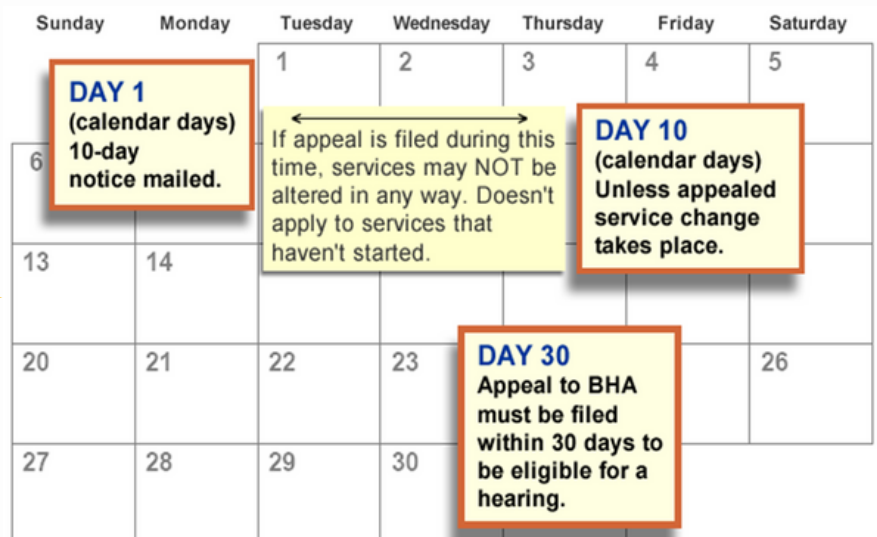 Sunday Monday Tuesday Wednesday Thursday Friday Saturday
1 2 3 4 5
DAY 1
(calendar days)
10-day
notice mailed.
If appeal is filed during this
time, services may NOT be
altered in any way. Doesn't
apply to services that
haven't started.
DAY 10
(calendar days)
Unless appealed
service change
takes place.
6
13 14
20 21 22 23 26
DAY 30
Appeal to BHA
must be filed
within 30 days to
be eligible for a
hearing.
27 28 29 30